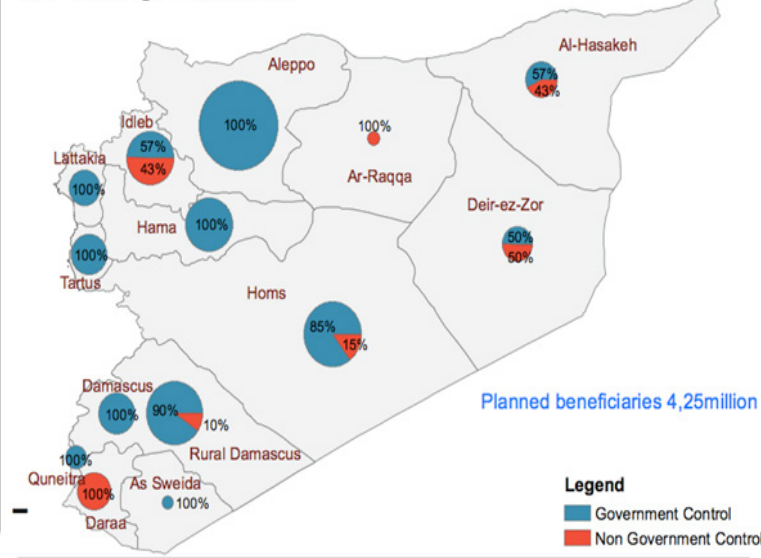 Al-Hasakeh
57%
43%
Aleppo
100%
Idleb
57%
43%
100%
Ar-Raqqa
Lattakia
100%
Deir-ez-Zor
50%
50%
Hama
100%
100%
Tartus
Homs
85%
15%
Damascus
100%
90%
10%
Rural Damascus
Planned beneficiaries 4,25million
100%
Quneitra
100%
Daraa
As Sweida
100%
Legend
Government Control
Non Government Control